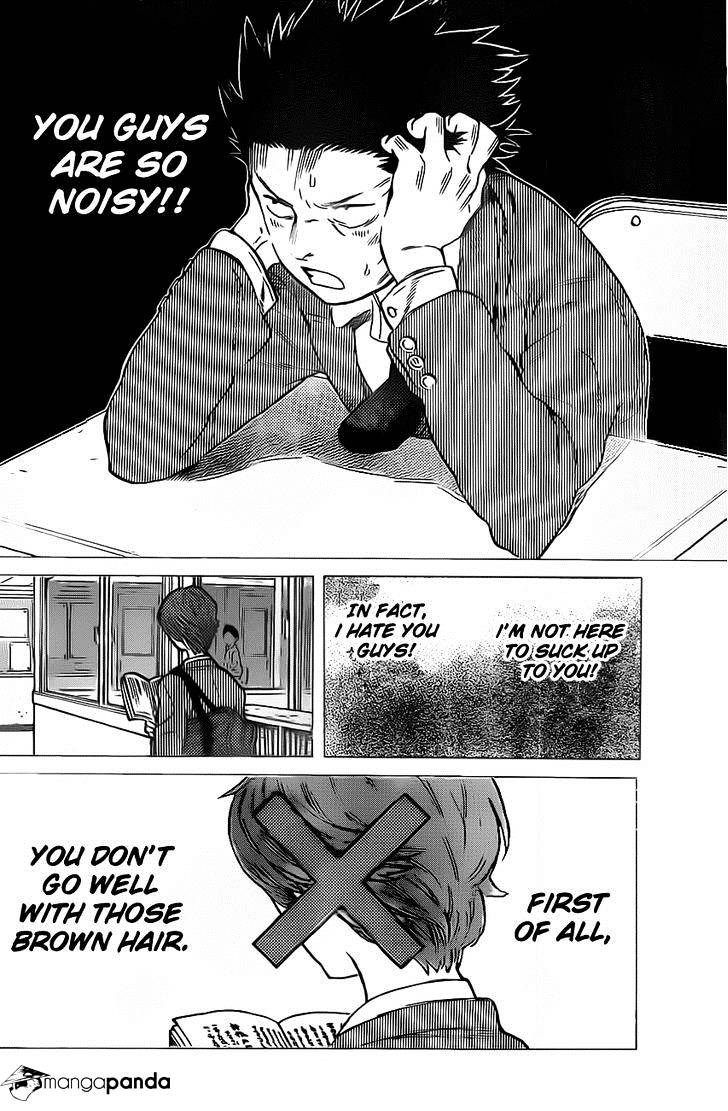 YOU GUYS
ARE SO
NOISY!!
I'M NOT HERE
TO SUCK UP
TO YOU!
IN FACT,
I HATE YOU
GUYS!
FIRST
OF ALL,
YOU DON'T
GO WELL
WITH THOSE
BROWN HAIR.
mangapanda